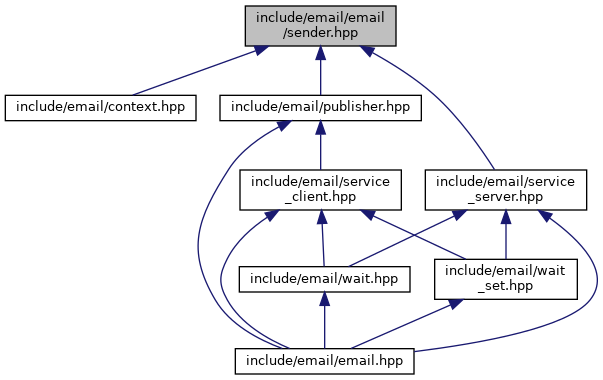 include/email/email
/sender.hpp
include/email/context.hpp
include/email/publisher.hpp
include/email/service
_client.hpp
include/email/service
_server.hpp
include/email/wait.hpp
include/email/wait
_set.hpp
include/email/email.hpp